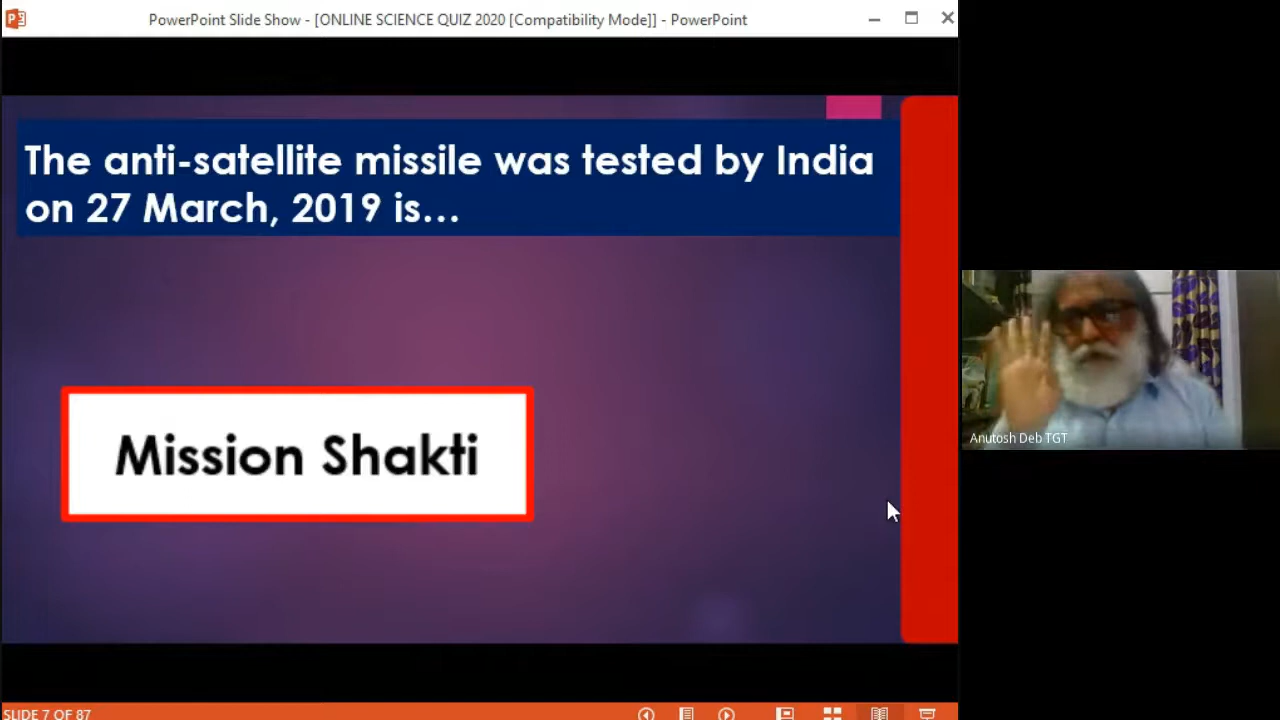 PowerPoint Slide Show - [ONLINE SCIENCE QUIZ 2020 [Compatibility Mode]] - PowerPoint
The anti-satellite missile was tested by India
on 27 March, 2019 is...
Mission Shakti
Anutosh Deb TGT
SLIDE 7 OF 87